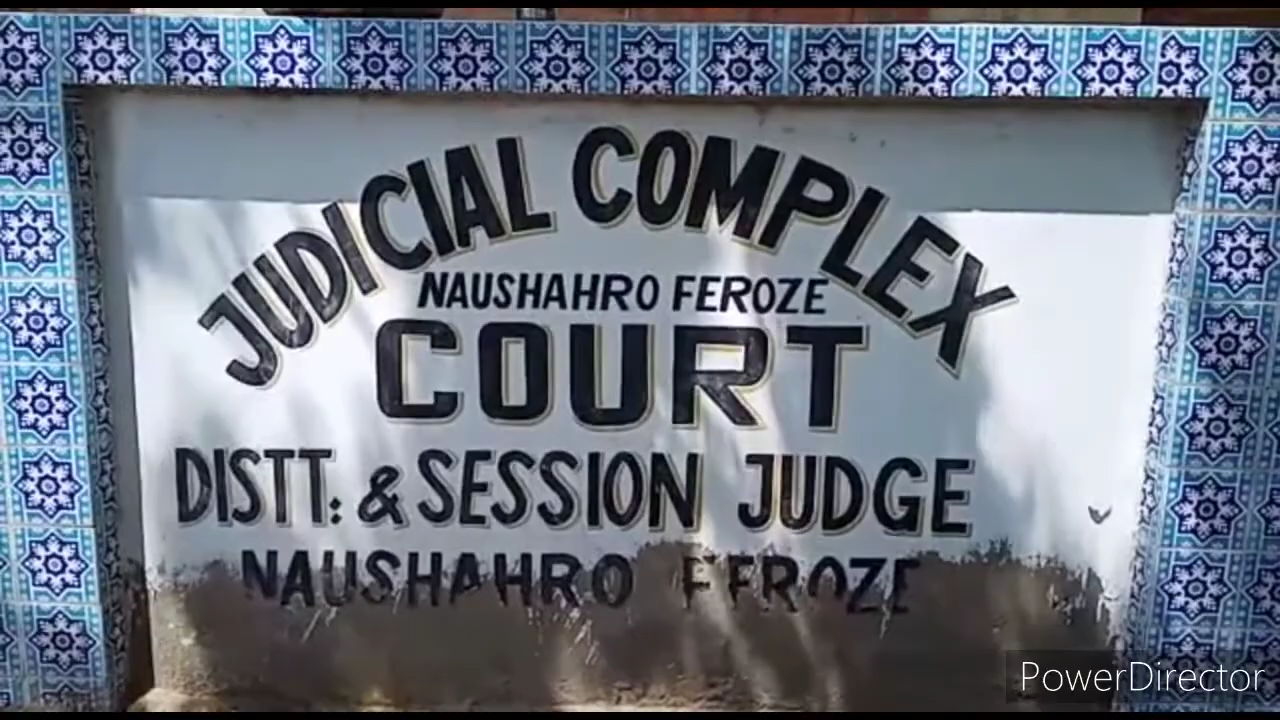 JUDICIAL COMPLEX
NAUSHAHRO FEROZE
COURT
DISTT: & SESSION JUDGE
NAUSHAHRO FEROZE
PowerDirector